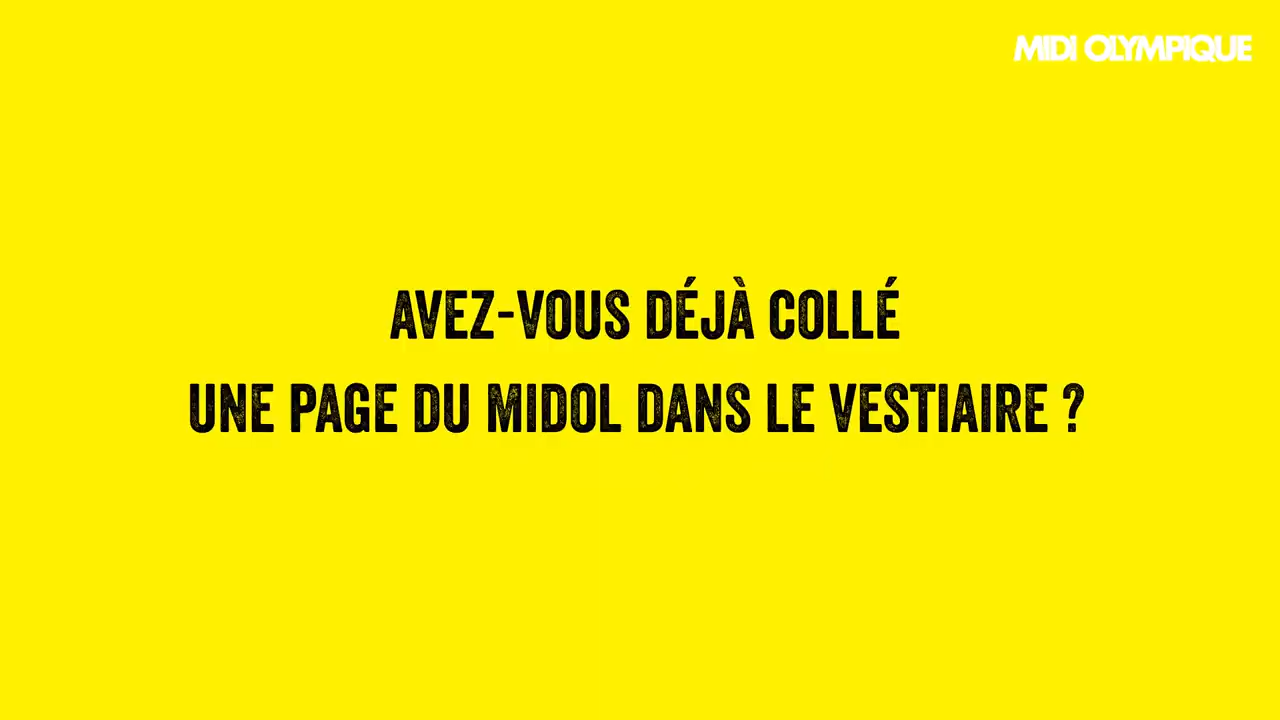 MIDI OLYMPIQUE
AVEZ-VOUS DÉJÀ COLLÉ
UNE PAGE DU MIDOL DANS LE VESTIAIRE ?